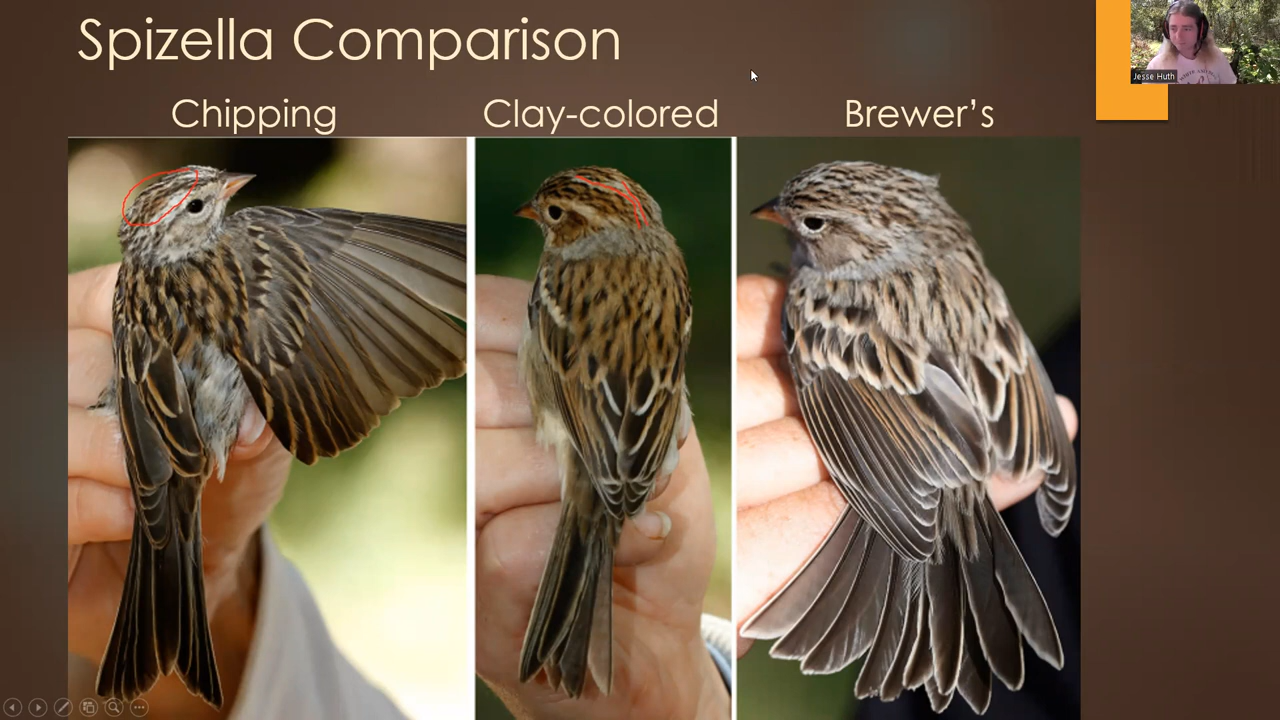 Spizella Comparison
Chipping
Clay-colored
Brewer’s
Jesse Huth